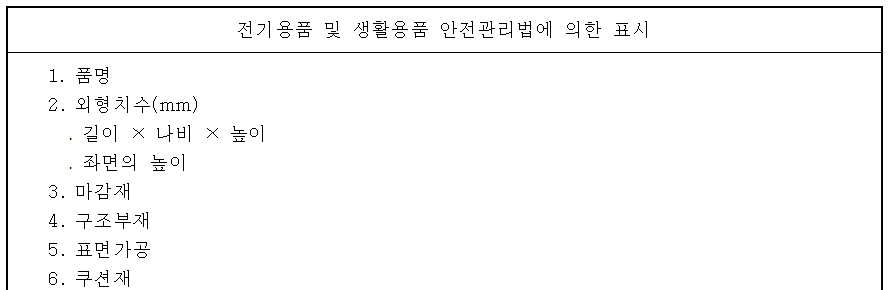 전기용품 및 생활용품 안전관리법에 의한 표시
1. 품명
2. 외형치수(mm)
. 길이 × 나비 × 높이
. 좌면의 높이
3. 마감재
4. 구조부재
5. 표면가공
6. 쿠션재